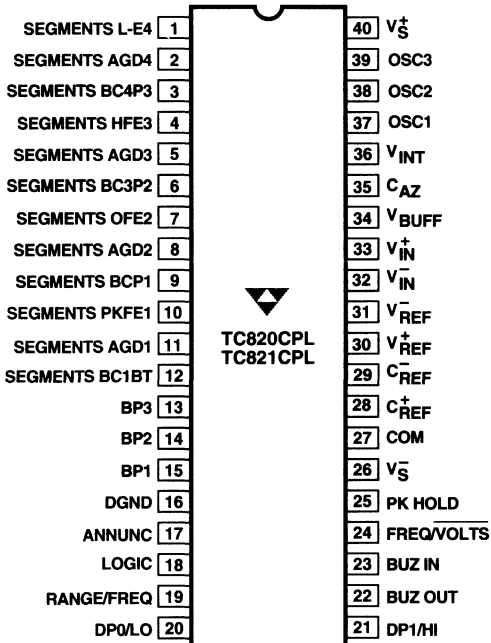 SEGMENTS L-E4 1
SEGMENTS AGD4 2
SEGMENTS BC4P3 3
SEGMENTS HFE3 4
SEGMENTS AGD3 5
SEGMENTS BC3P2 6
SEGMENTS OFE2 7
SEGMENTS AGD2 8
SEGMENTS BCP1 9
SEGMENTS PKFE1 10
SEGMENTS AGD1 11
SEGMENTS BC1BT 12
BP3 13
BP2 14
BP1 15
DGND 16
ANNUNC 17
LOGIC 18
RANGE/FREQ 19
DP0/LO 20
TC820CPL
TC821CPL
40 V+S
39 OSC3
38 OSC2
37 OSC1
36 VINT
35 CAZ
34 VBUFF
33 V+IN
32 V–IN
31 V–REF
30 V+REF
29 C–REF
28 C+REF
27 COM
26 V–S
25 PK HOLD
24 FREQ/VOLTS
23 BUZ IN
22 BUZ OUT
21 DP1/HI